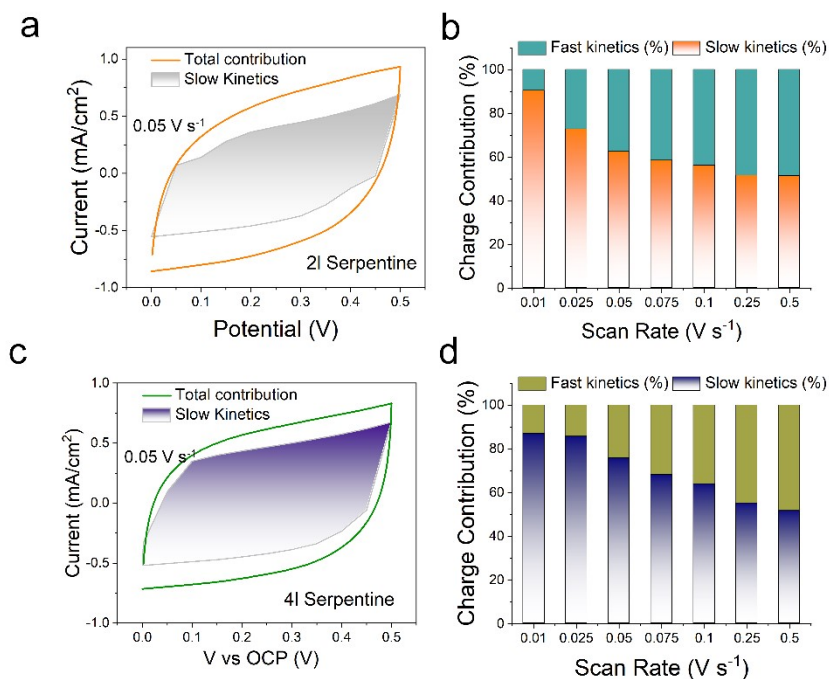 a
Total contribution
Slow Kinetics
0.05 V s⁻¹
2I Serpentine
Current (mA/cm²)
1.0
0.5
0.0
-0.5
-1.0
0.0 0.1 0.2 0.3 0.4 0.5
Potential (V)
b
Fast kinetics (%) Slow kinetics (%)
Charge Contribution (%)
100
80
60
40
20
0
0.01 0.025 0.05 0.075 0.1 0.25 0.5
Scan Rate (V s⁻¹)
c
Total contribution
Slow Kinetics
0.05 V s⁻¹
4I Serpentine
Current (mA/cm²)
1.0
0.5
0.0
-0.5
-1.0
0.0 0.1 0.2 0.3 0.4 0.5
V vs OCP (V)
d
Fast kinetics (%) Slow kinetics (%)
Charge Contribution (%)
100
80
60
40
20
0
0.01 0.025 0.05 0.075 0.1 0.25 0.5
Scan Rate (V s⁻¹)